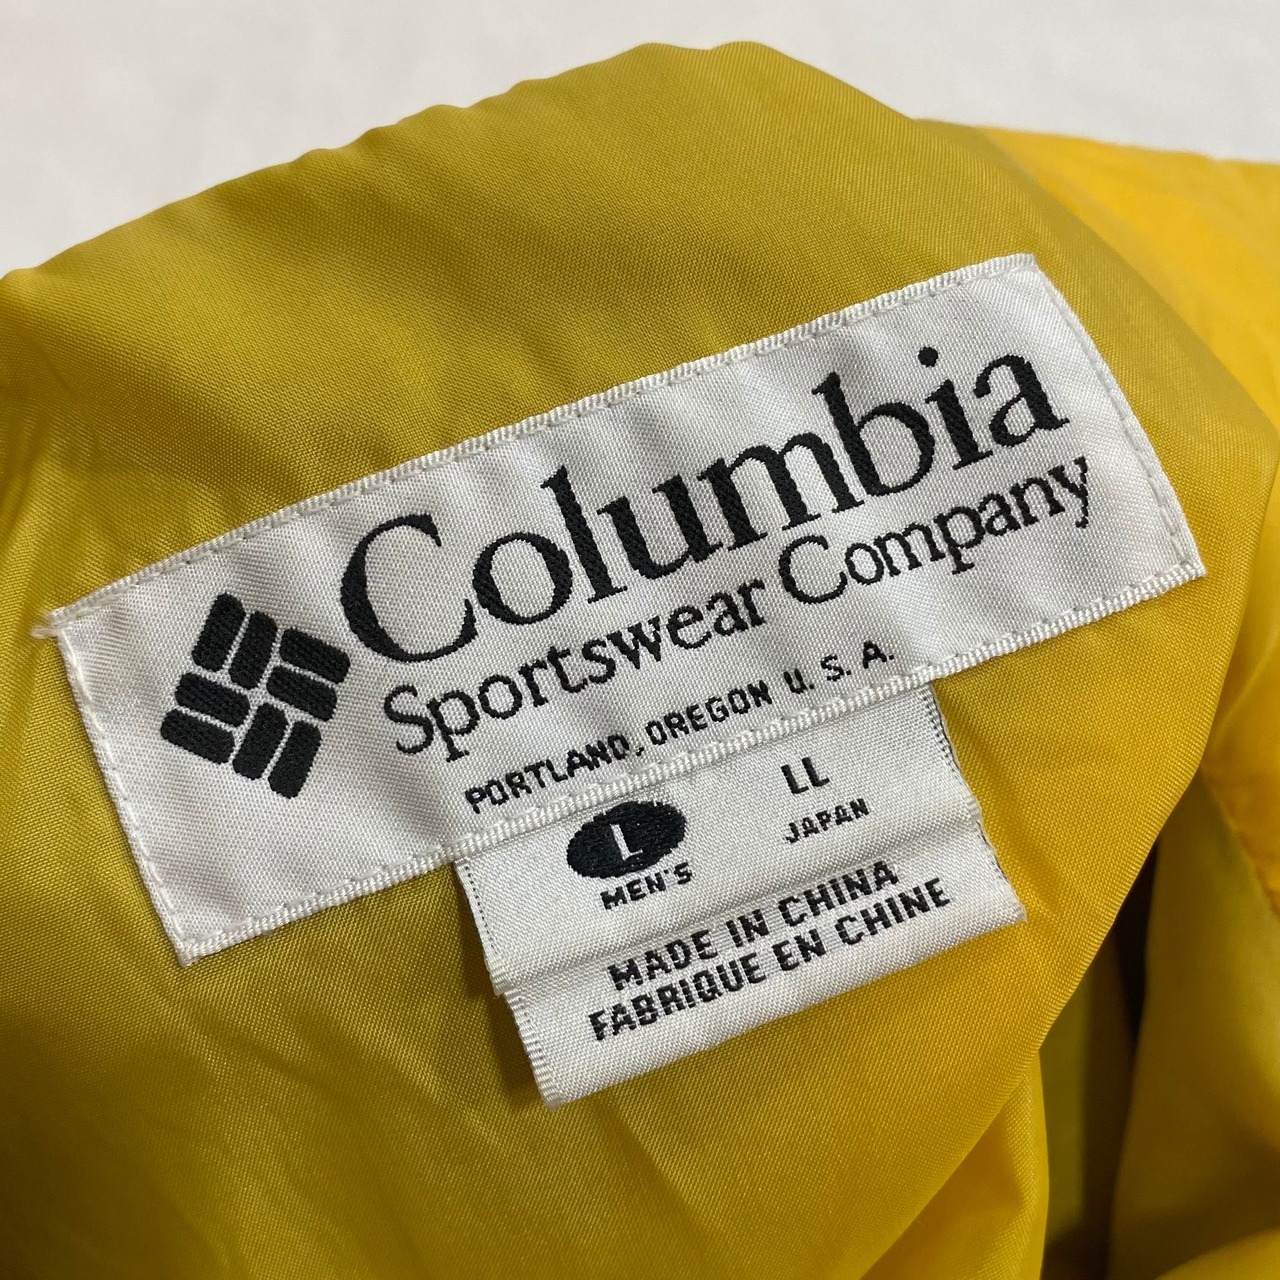 Columbia
Sportswear Company
PORTLAND, OREGON U.S.A.
L
MEN'S
LL
JAPAN
MADE IN CHINA
FABRIQUE EN CHINE